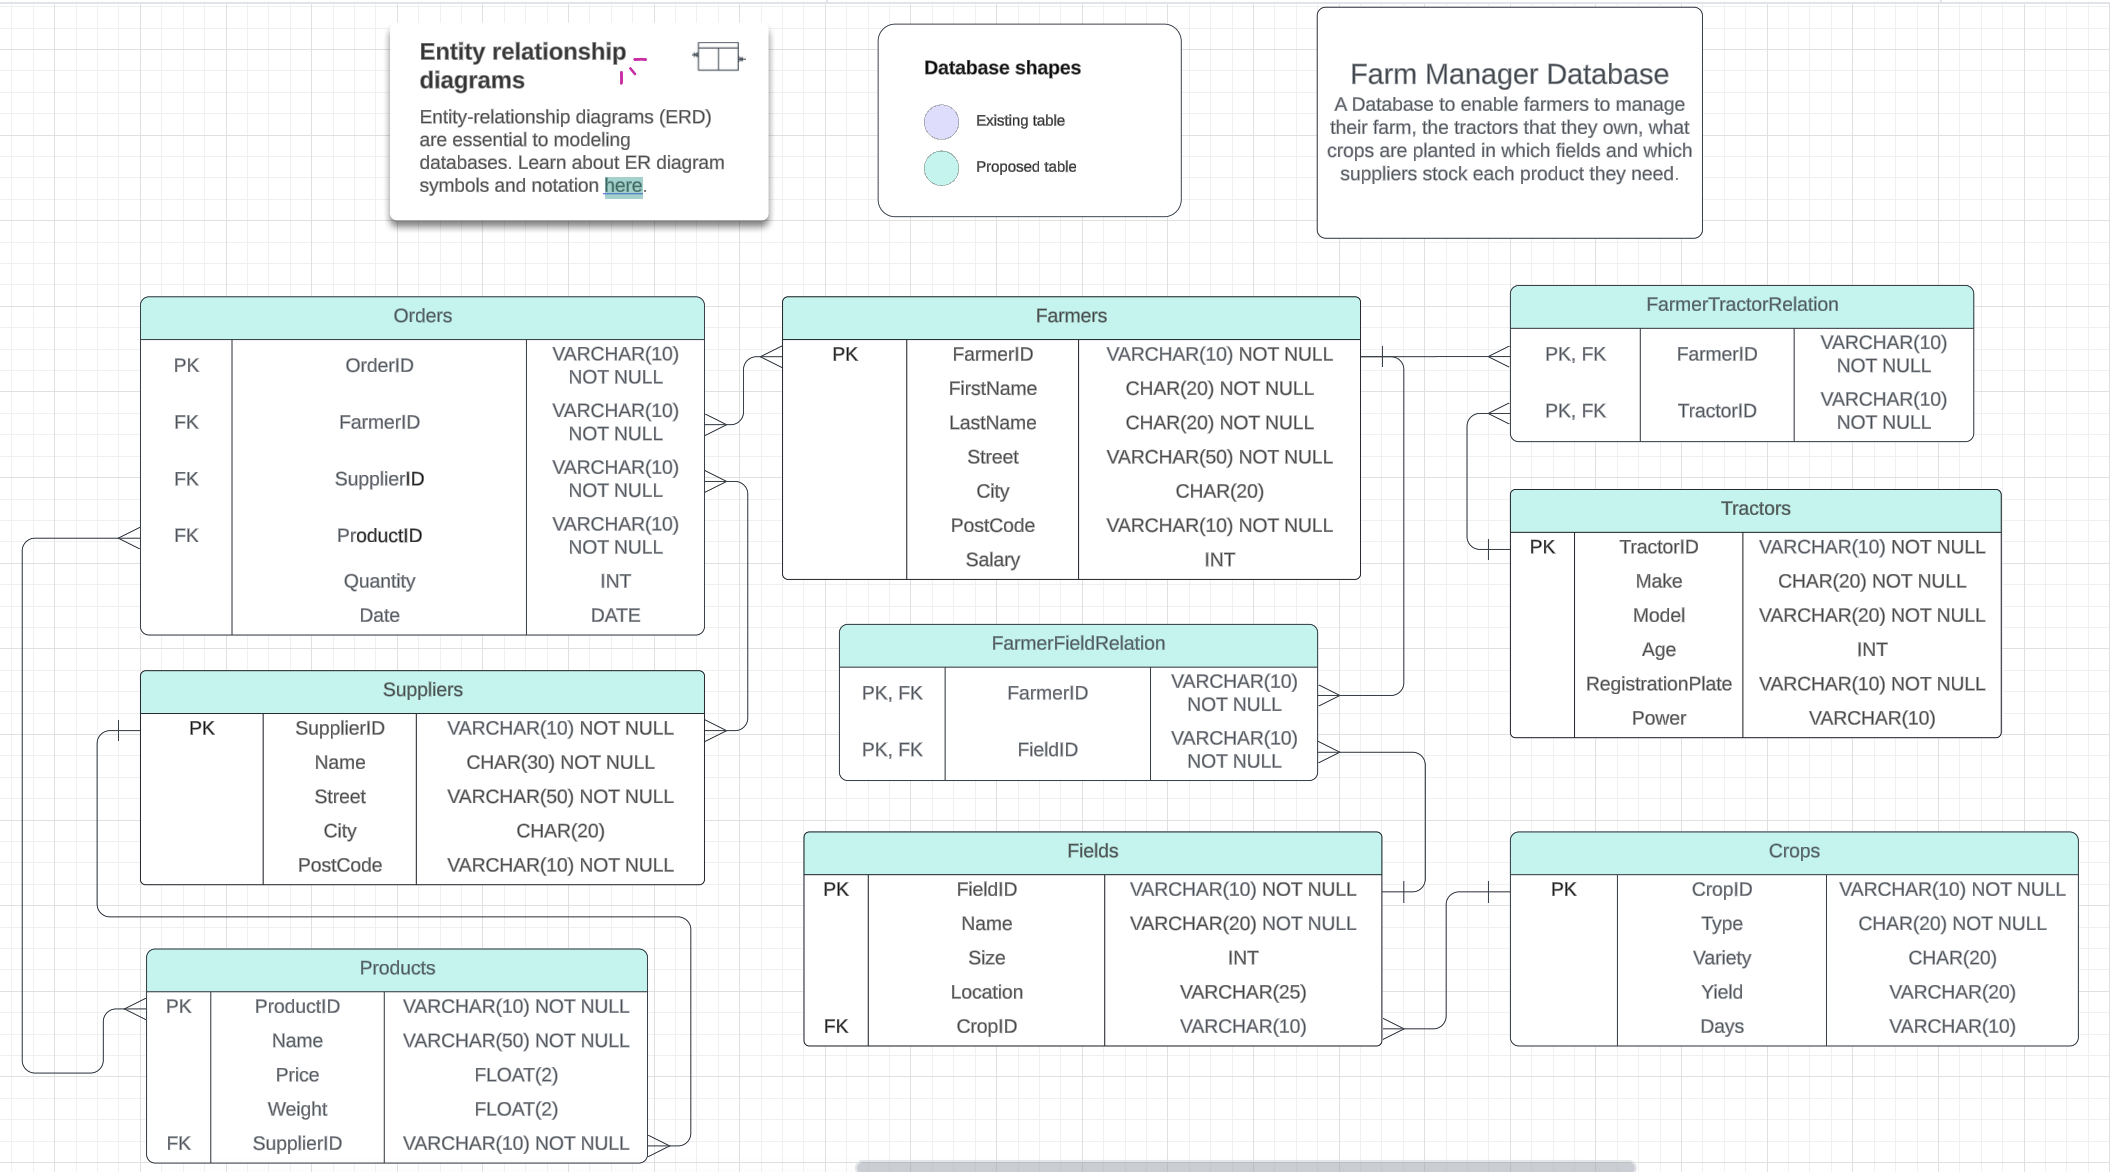 Entity relationship
diagrams
Entity-relationship diagrams (ERD)
are essential to modeling
databases. Learn about ER diagram
symbols and notation here.
Database shapes
Existing table
Proposed table
Farm Manager Database
A Database to enable farmers to manage
their farm, the tractors that they own, what
crops are planted in which fields and which
suppliers stock each product they need.
Orders
PK OrderID VARCHAR(10)
NOT NULL
FK FarmerID VARCHAR(10)
NOT NULL
FK SupplierID VARCHAR(10)
NOT NULL
FK ProductID VARCHAR(10)
NOT NULL
Quantity INT
Date DATE
Farmers
PK FarmerID VARCHAR(10) NOT NULL
FirstName CHAR(20) NOT NULL
LastName CHAR(20) NOT NULL
Street VARCHAR(50) NOT NULL
City CHAR(20)
PostCode VARCHAR(10) NOT NULL
Salary INT
FarmerTractorRelation
PK, FK FarmerID VARCHAR(10)
NOT NULL
PK, FK TractorID VARCHAR(10)
NOT NULL
Tractors
PK TractorID VARCHAR(10) NOT NULL
Make CHAR(20) NOT NULL
Model VARCHAR(20) NOT NULL
Age INT
RegistrationPlate VARCHAR(10) NOT NULL
Power VARCHAR(10)
Suppliers
PK SupplierID VARCHAR(10) NOT NULL
Name CHAR(30) NOT NULL
Street VARCHAR(50) NOT NULL
City CHAR(20)
PostCode VARCHAR(10) NOT NULL
FarmerFieldRelation
PK, FK FarmerID VARCHAR(10)
NOT NULL
PK, FK FieldID VARCHAR(10)
NOT NULL
Products
PK ProductID VARCHAR(10) NOT NULL
Name VARCHAR(50) NOT NULL
Price FLOAT(2)
Weight FLOAT(2)
FK SupplierID VARCHAR(10) NOT NULL
Fields
PK FieldID VARCHAR(10) NOT NULL
Name VARCHAR(20) NOT NULL
Size INT
Location VARCHAR(25)
FK CropID VARCHAR(10)
Crops
PK CropID VARCHAR(10) NOT NULL
Type CHAR(20) NOT NULL
Variety CHAR(20)
Yield VARCHAR(20)
Days VARCHAR(10)